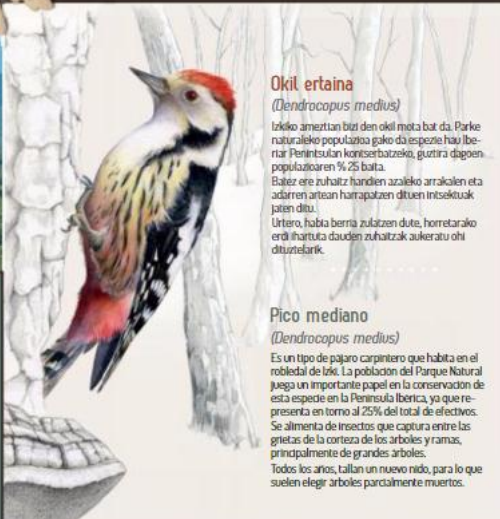 Okil ertaina
(Dendrocopus medius)
Izkiko ameztian bizi den okil mota bat da. Parke
naturaleko populazioa gako da espezie hau Ibe-
riar Penintsulan kontserbatzeko, guztira dagoen
populazioaren % 25 baita.
Batez ere zuhaitz handien azaleko arrakalen eta
adarren artean harrapatzen dituen intsektuak
jaten ditu.
Urtero, habia berria zulatzen dute, horretarako
erdi ihartuta dauden zuhaitzak aukeratu ohi
dituztelarik.
Pico mediano
(Dendrocopus medius)
Es un tipo de pájaro carpintero que habita en el
robledal de Izki. La población del Parque Natural
juega un importante papel en la conservación de
esta especie en la Península Ibérica, ya que re-
presenta en torno al 25% del total de efectivos.
Se alimenta de insectos que captura entre las
grietas de la corteza de los árboles y ramas,
principalmente de grandes árboles.
Todos los años, tallan un nuevo nido, para lo que
suelen elegir árboles parcialmente muertos.